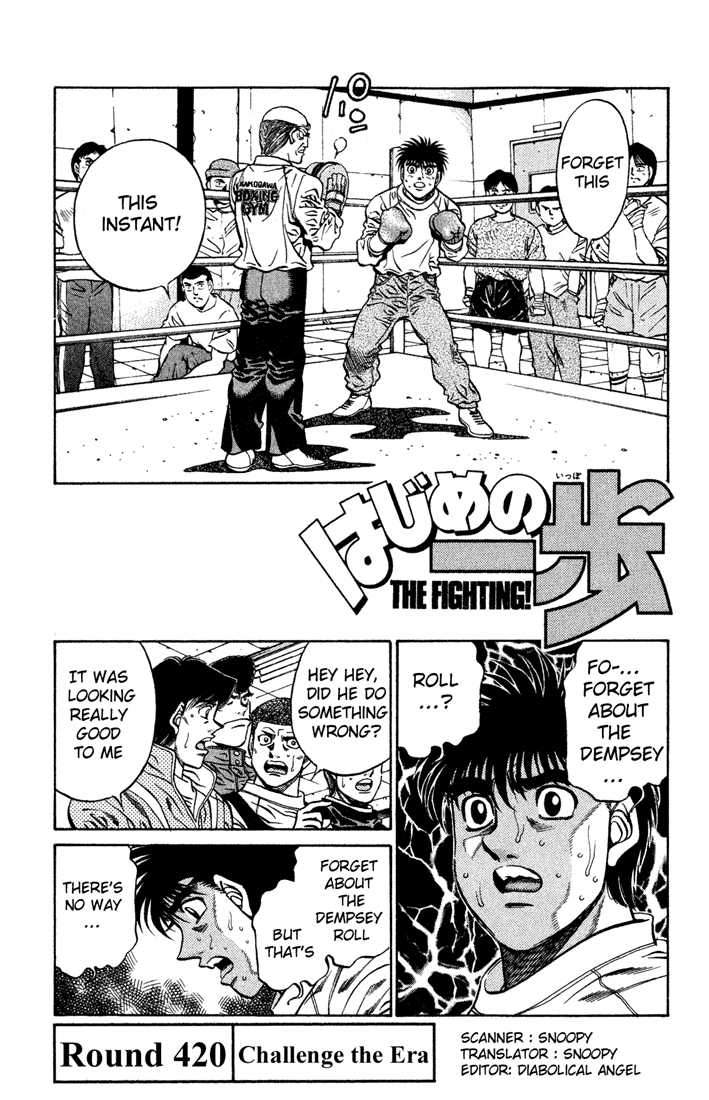 パンッ
FORGET
THIS
THIS
INSTANT!
KAMOGAWA
BOXING
GYM
いっぽ
はじめの一歩
THE FIGHTING!
FO-...
FORGET
ABOUT
THE
DEMPSEY
...
ROLL
...?
HEY HEY,
DID HE DO
SOMETHING
WRONG?
IT WAS
LOOKING
REALLY
GOOD
TO ME
FORGET
ABOUT
THE
DEMPSEY
ROLL
BUT
THAT'S
THERE'S
NO WAY
...
Round 420
Challenge the Era
SCANNER : SNOOPY
TRANSLATOR : SNOOPY
EDITOR: DIABOLICAL ANGEL